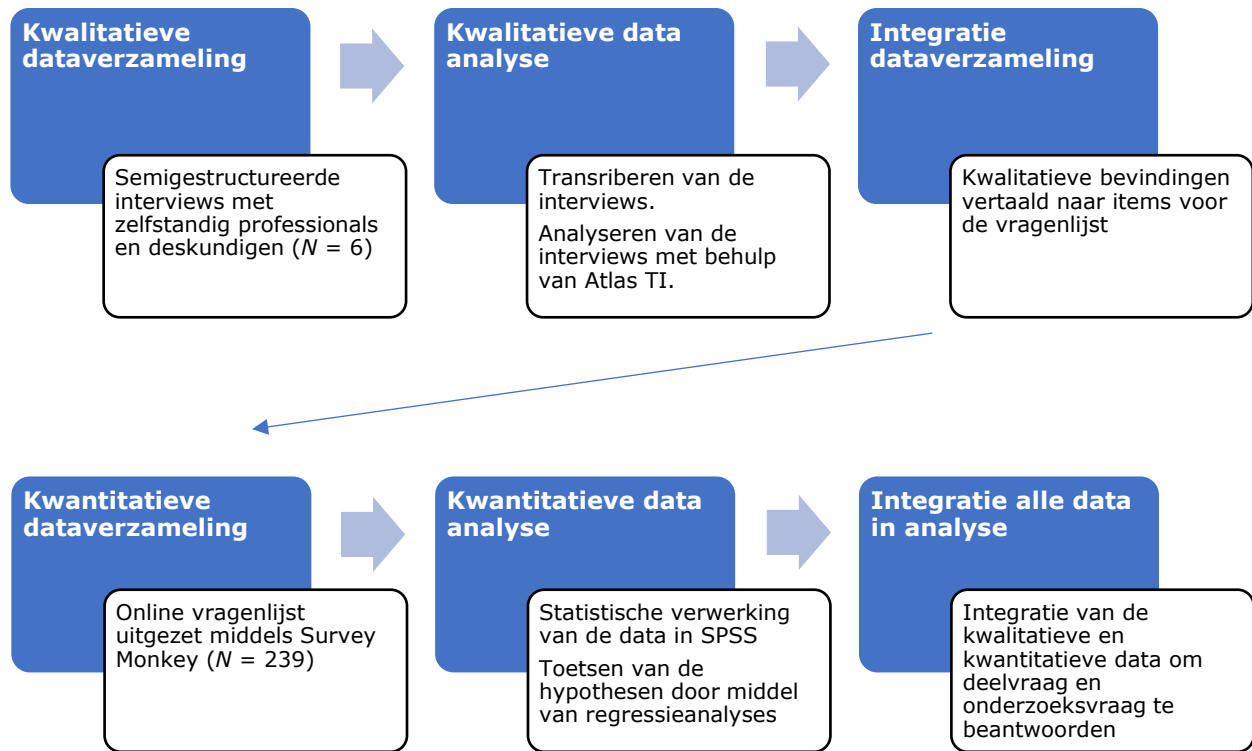 Kwalitatieve
dataverzameling
Semigestructureerde
interviews met
zelfstandig professionals
en deskundigen (N = 6)
Kwalitatieve data
analyse
Transriberen van de
interviews.
Analyseren van de
interviews met behulp
van Atlas TI.
Integratie
dataverzameling
Kwalitatieve bevindingen
vertaald naar items voor
de vragenlijst
Kwantitatieve
dataverzameling
Online vragenlijst
uitgezet middels Survey
Monkey (N = 239)
Kwantitatieve data
analyse
Statistische verwerking
van de data in SPSS
Toetsen van de
hypothesen door middel
van regressieanalyses
Integratie alle data
in analyse
Integratie van de
kwalitatieve en
kwantitatieve data om
deelvraag en
onderzoeksvraag te
beantwoorden